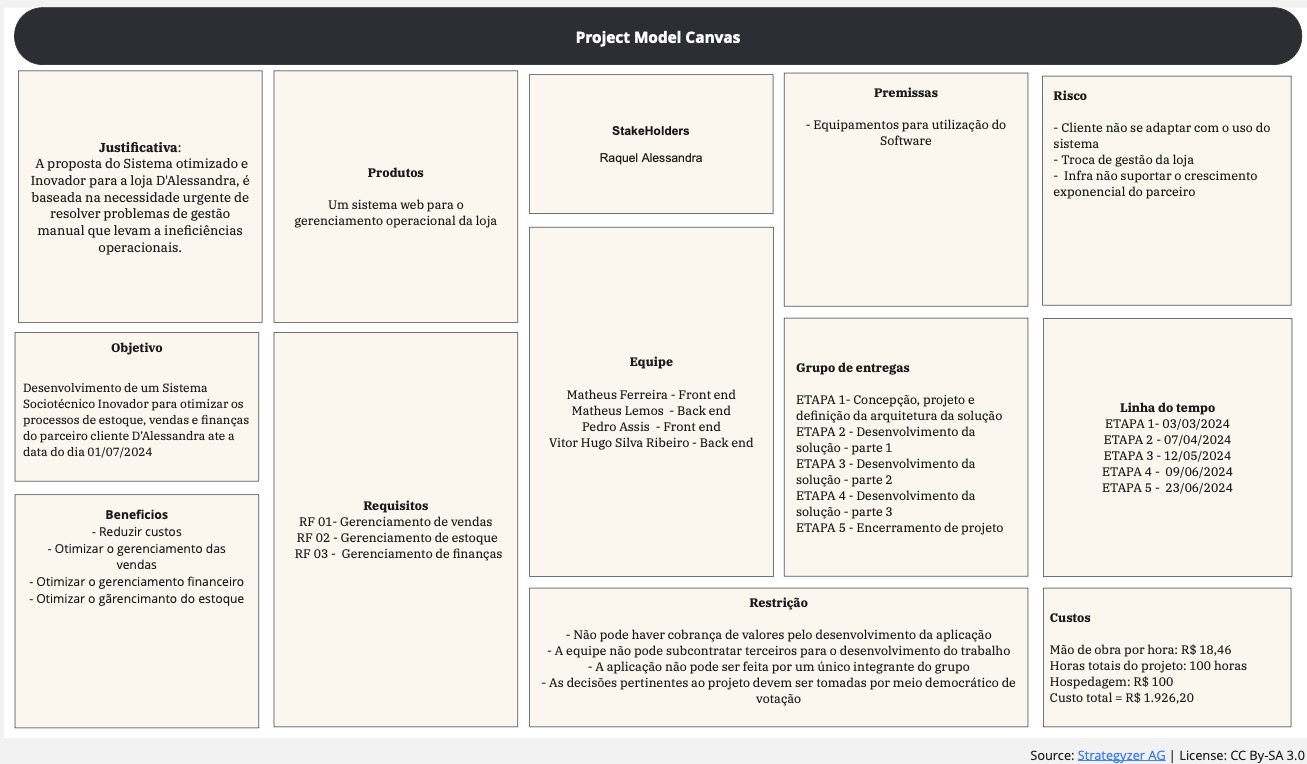 Project Model Canvas
Justificativa:
A proposta do Sistema otimizado e
Inovador para a loja D'Alessandra, é
baseada na necessidade urgente de
resolver problemas de gestão
manual que levam a ineficiências
operacionais.
Produtos
Um sistema web para o
gerenciamento operacional da loja
StakeHolders
Raquel Alessandra
Premissas
- Equipamentos para utilização do
Software
Risco
- Cliente não se adaptar com o uso do
sistema
- Troca de gestão da loja
- Infra não suportar o crescimento
exponencial do parceiro
Objetivo
Desenvolvimento de um Sistema
Sociotécnico Inovador para otimizar os
processos de estoque, vendas e finanças
do parceiro cliente D'Alessandra ate a
data do dia 01/07/2024
Beneficios
- Reduzir custos
- Otimizar o gerenciamento das
vendas
- Otimizar o gerenciamento financeiro
- Otimizar o gãrencimanto do estoque
Requisitos
RF 01- Gerenciamento de vendas
RF 02 - Gerenciamento de estoque
RF 03 - Gerenciamento de finanças
Equipe
Matheus Ferreira - Front end
Matheus Lemos - Back end
Pedro Assis - Front end
Vitor Hugo Silva Ribeiro - Back end
Grupo de entregas
ETAPA 1- Concepção, projeto e
definição da arquitetura da solução
ETAPA 2 - Desenvolvimento da
solução - parte 1
ETAPA 3 - Desenvolvimento da
solução - parte 2
ETAPA 4 - Desenvolvimento da
solução - parte 3
ETAPA 5 - Encerramento de projeto
Linha do tempo
ETAPA 1- 03/03/2024
ETAPA 2 - 07/04/2024
ETAPA 3 - 12/05/2024
ETAPA 4 - 09/06/2024
ETAPA 5 - 23/06/2024
Restrição
- Não pode haver cobrança de valores pelo desenvolvimento da aplicação
- A equipe não pode subcontratar terceiros para o desenvolvimento do trabalho
- A aplicação não pode ser feita por um único integrante do grupo
- As decisões pertinentes ao projeto devem ser tomadas por meio democrático de
votação
Custos
Mão de obra por hora: R$ 18,46
Horas totais do projeto: 100 horas
Hospedagem: R$ 100
Custo total = R$ 1.926,20
Source: Strategyzer AG | License: CC By-SA 3.0